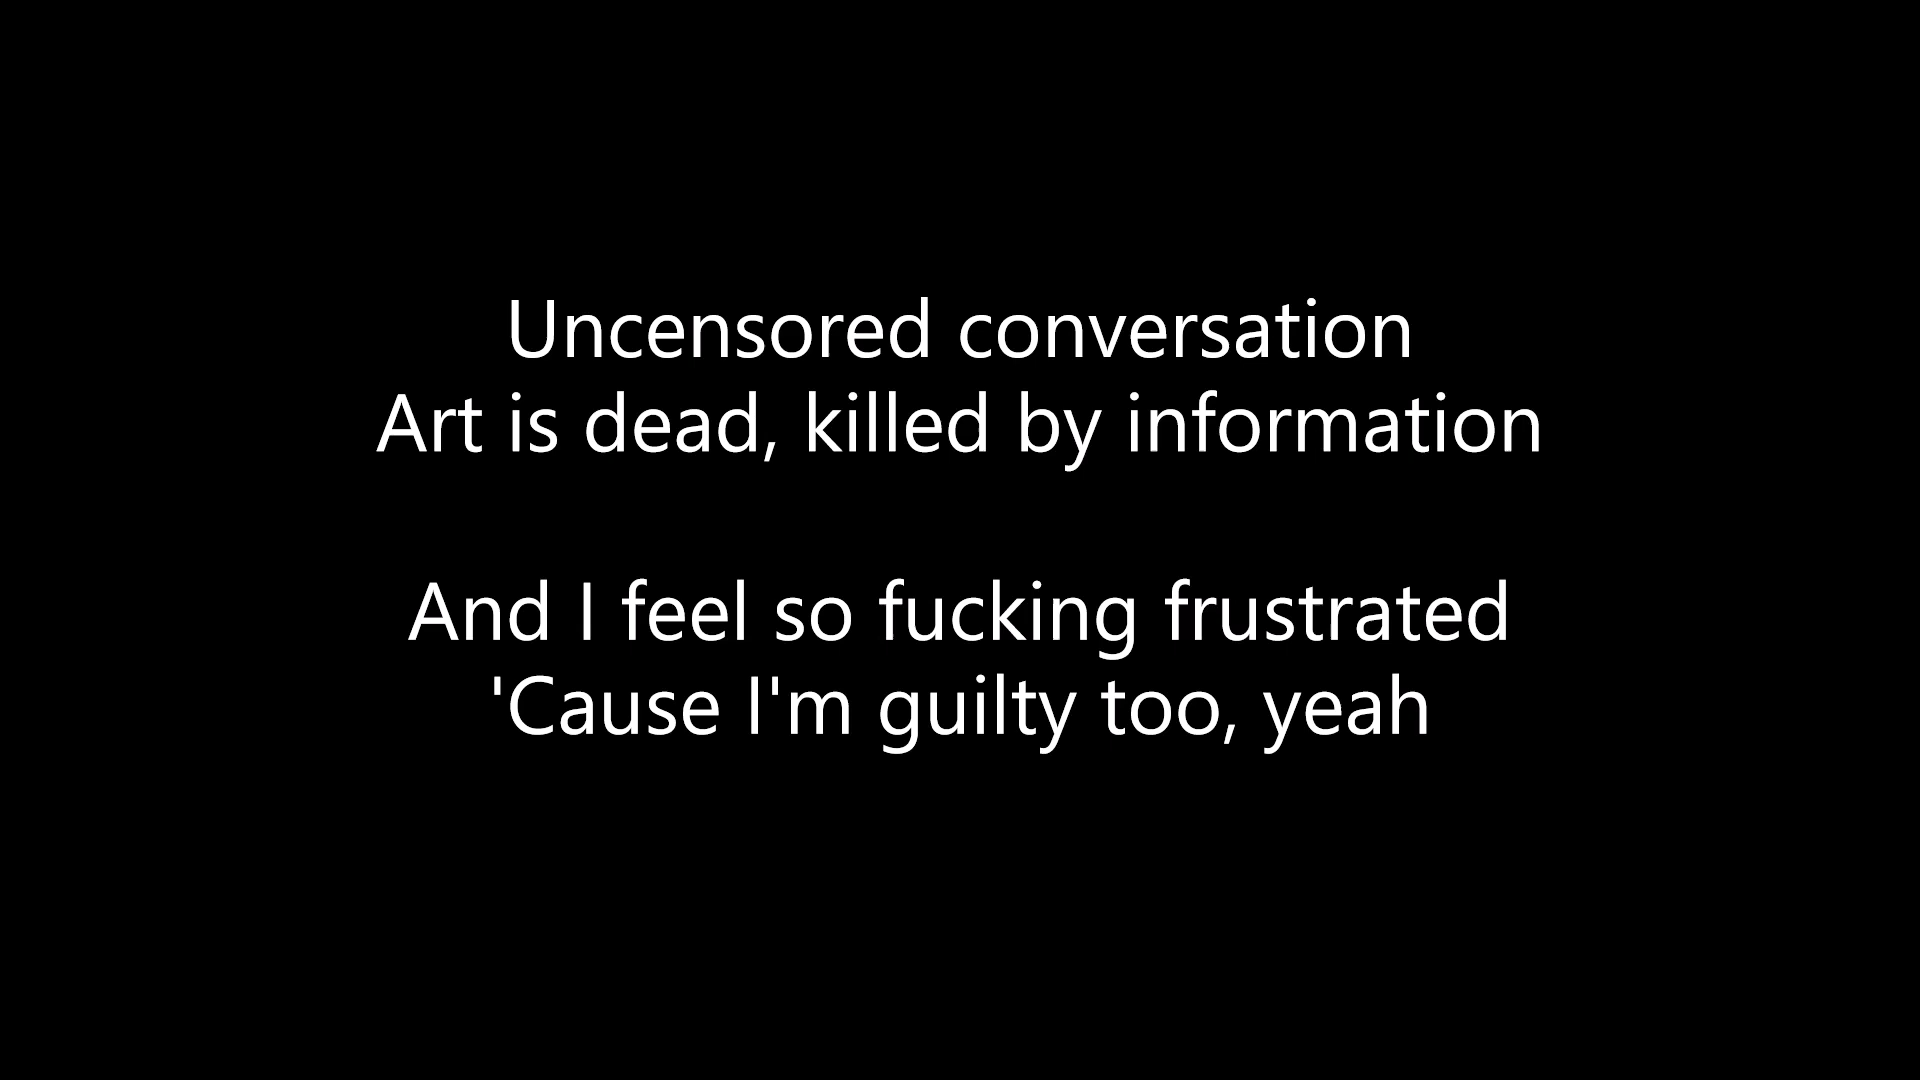 Uncensored conversation
Art is dead, killed by information
And I feel so fucking frustrated
'Cause I'm guilty too, yeah